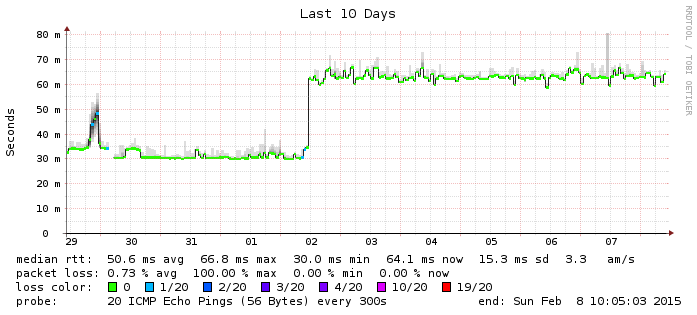 Last 10 Days
RRDTOOL / TOBI OETIKER
Seconds
80 m
70 m
60 m
50 m
40 m
30 m
20 m
10 m
0
29 30 31 01 02 03 04 05 06 07
median rtt: 50.6 ms avg 66.8 ms max 30.0 ms min 64.1 ms now 15.3 ms sd 3.3 am/s
packet loss: 0.73 % avg 100.00 % max 0.00 % min 0.00 % now
loss color: 0 1/20 2/20 3/20 4/20 10/20 19/20
probe: 20 ICMP Echo Pings (56 Bytes) every 300s end: Sun Feb 8 10:05:03 2015